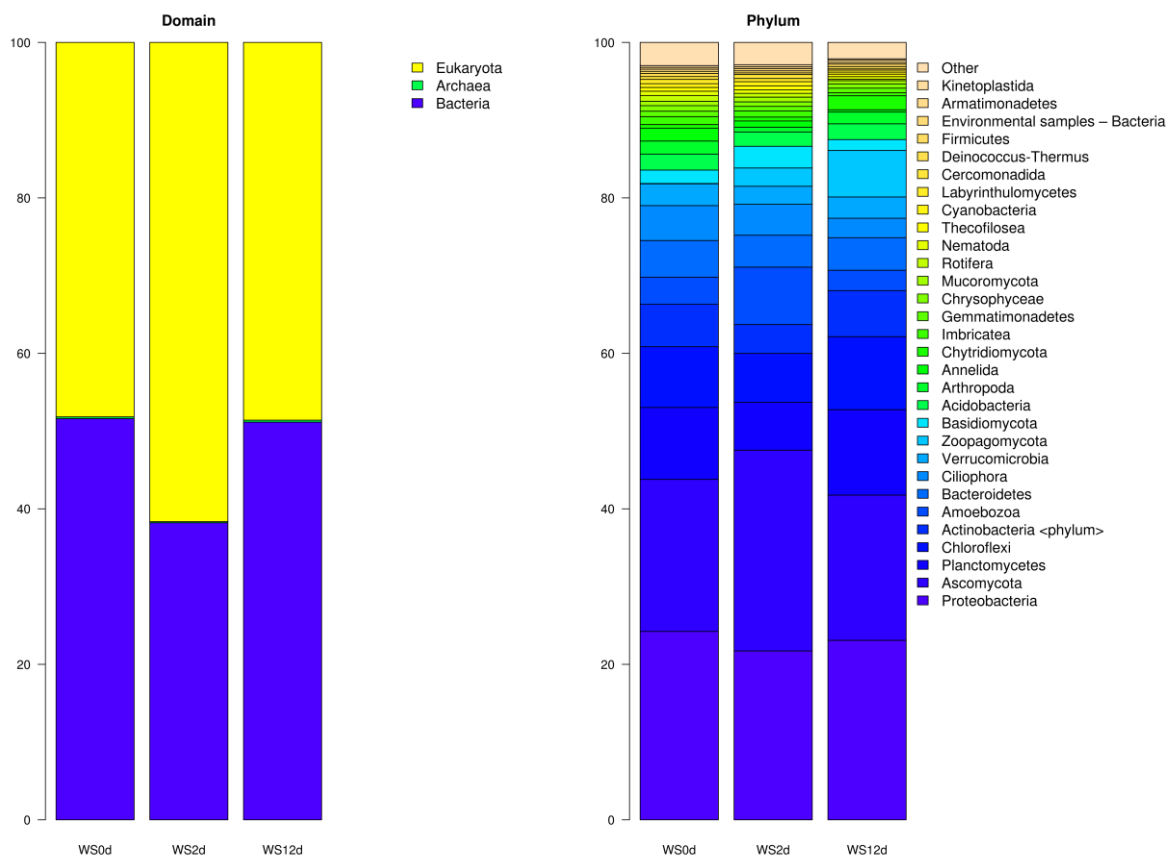 Domain
100
80
60
40
20
0
WS0d
WS2d
WS12d
Eukaryota
Archaea
Bacteria
Phylum
100
80
60
40
20
0
WS0d
WS2d
WS12d
Other
Kinetoplastida
Armatimonadetes
Environmental samples – Bacteria
Firmicutes
Deinococcus-Thermus
Cercomonadida
Labyrinthulomycetes
Cyanobacteria
Thecofilosea
Nematoda
Rotifera
Mucoromycota
Chrysophyceae
Gemmatimonadetes
Imbricatea
Chytridiomycota
Annelida
Arthropoda
Acidobacteria
Basidiomycota
Zoopagomycota
Verrucomicrobia
Ciliophora
Bacteroidetes
Amoebozoa
Actinobacteria <phylum>
Chloroflexi
Planctomycetes
Ascomycota
Proteobacteria